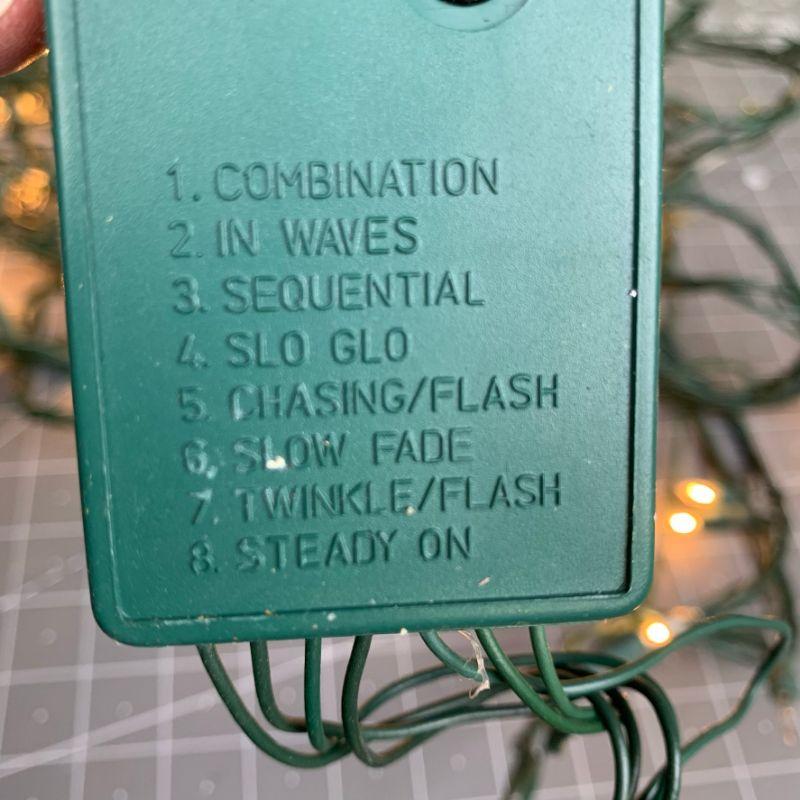 1. COMBINATION
2. IN WAVES
3. SEQUENTIAL
4. SLO GLO
5. CHASING/FLASH
6. SLOW FADE
7. TWINKLE/FLASH
8. STEADY ON